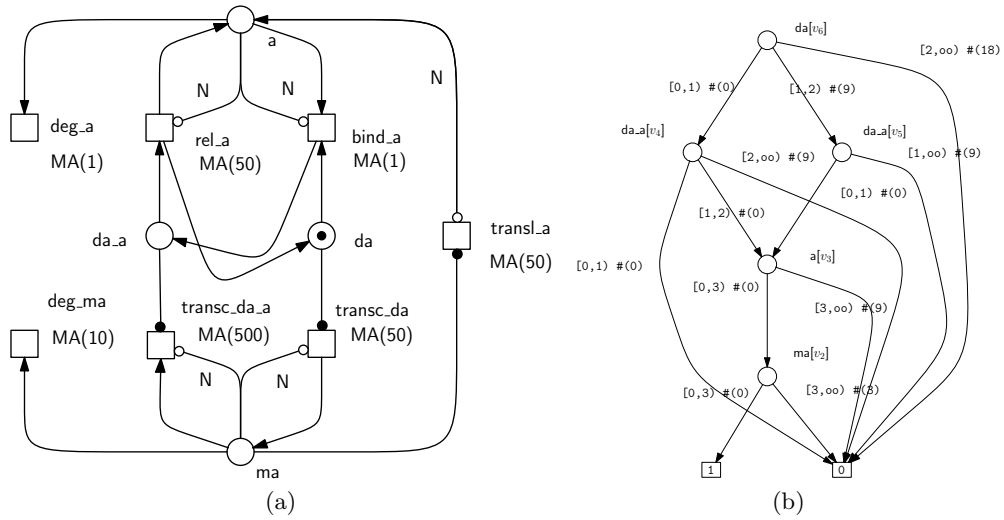 a
N
N
N
deg_a
MA(1)
rel_a
MA(50)
bind_a
MA(1)
da_a
da
transl_a
MA(50)
deg_ma
MA(10)
transc_da_a
MA(500)
transc_da
MA(50)
N
N
ma
(a)
da[v6]
[2,oo) #(18)
[0,1) #(0)
[1,2) #(9)
da_a[v4]
da_a[v5]
[2,oo) #(9)
[1,oo) #(9)
[0,1) #(0)
[1,2) #(0)
a[v3]
[0,1) #(0)
[0,3) #(0)
[3,oo) #(9)
ma[v2]
[0,3) #(0)
[3,oo) #(3)
1
0
(b)